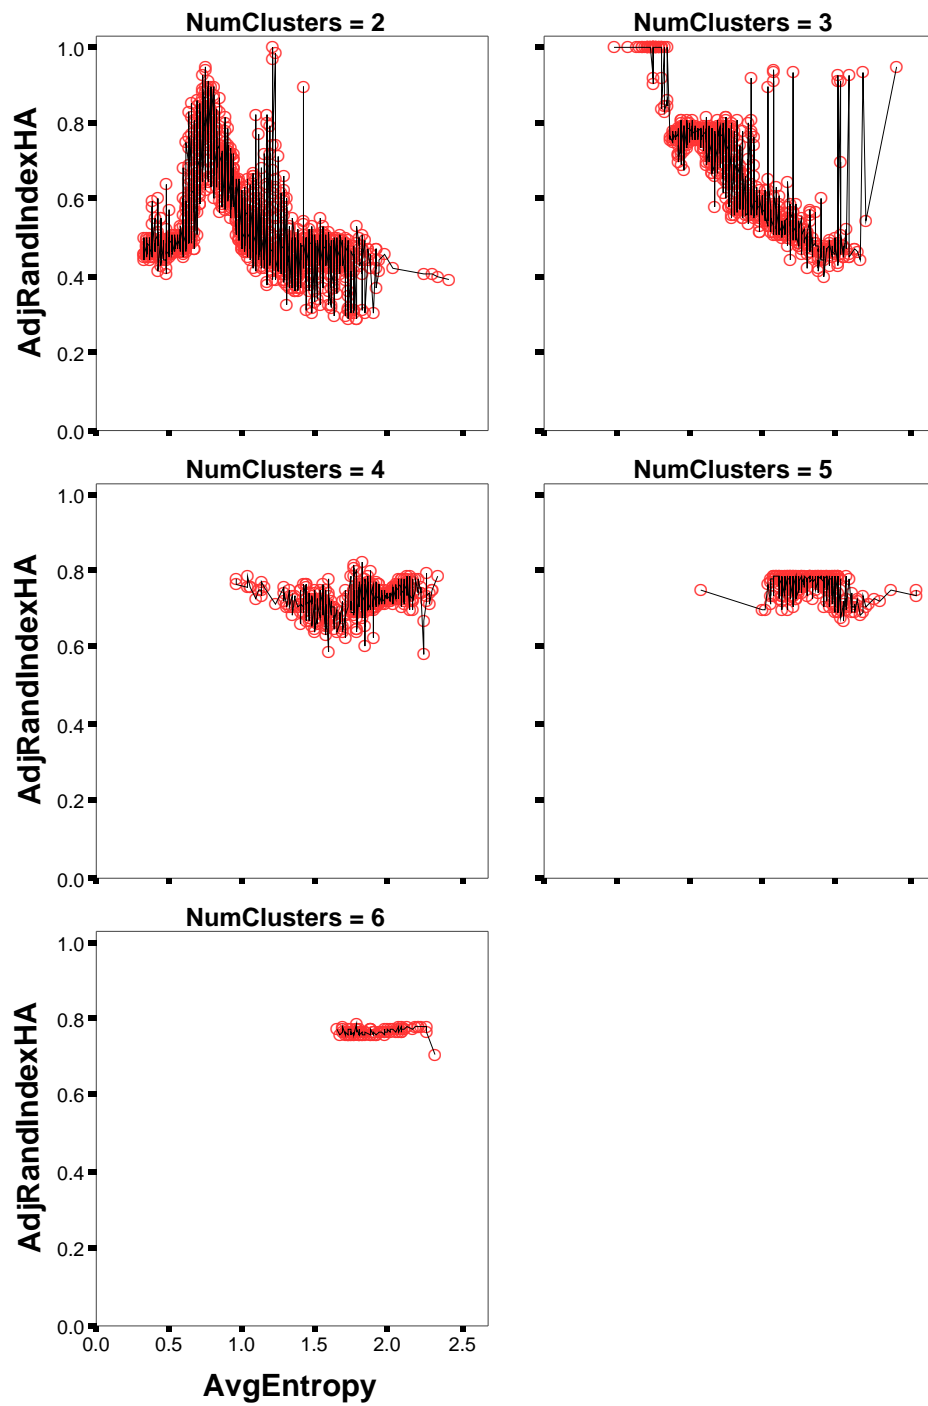 NumClusters = 2
NumClusters = 3
AdjRandIndexHA
1.0
0.8
0.6
0.4
0.2
0.0
NumClusters = 4
NumClusters = 5
AdjRandIndexHA
1.0
0.8
0.6
0.4
0.2
0.0
NumClusters = 6
AdjRandIndexHA
1.0
0.8
0.6
0.4
0.2
0.0
0.0 0.5 1.0 1.5 2.0 2.5
AvgEntropy